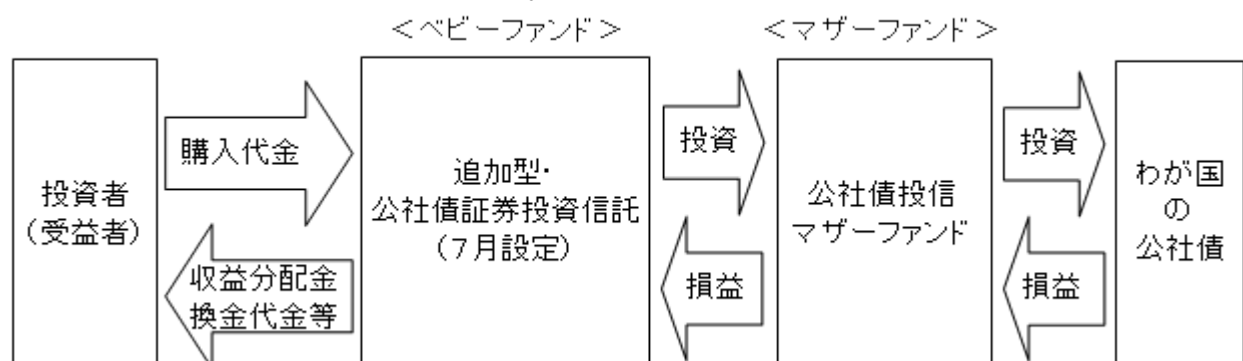 ＜ベビーファンド＞
＜マザーファンド＞
投資者
（受益者）
購入代金
収益分配金
換金代金等
追加型・
公社債証券投資信託
（７月設定）
投資
損益
公社債投信
マザーファンド
投資
損益
わが国
の
公社債